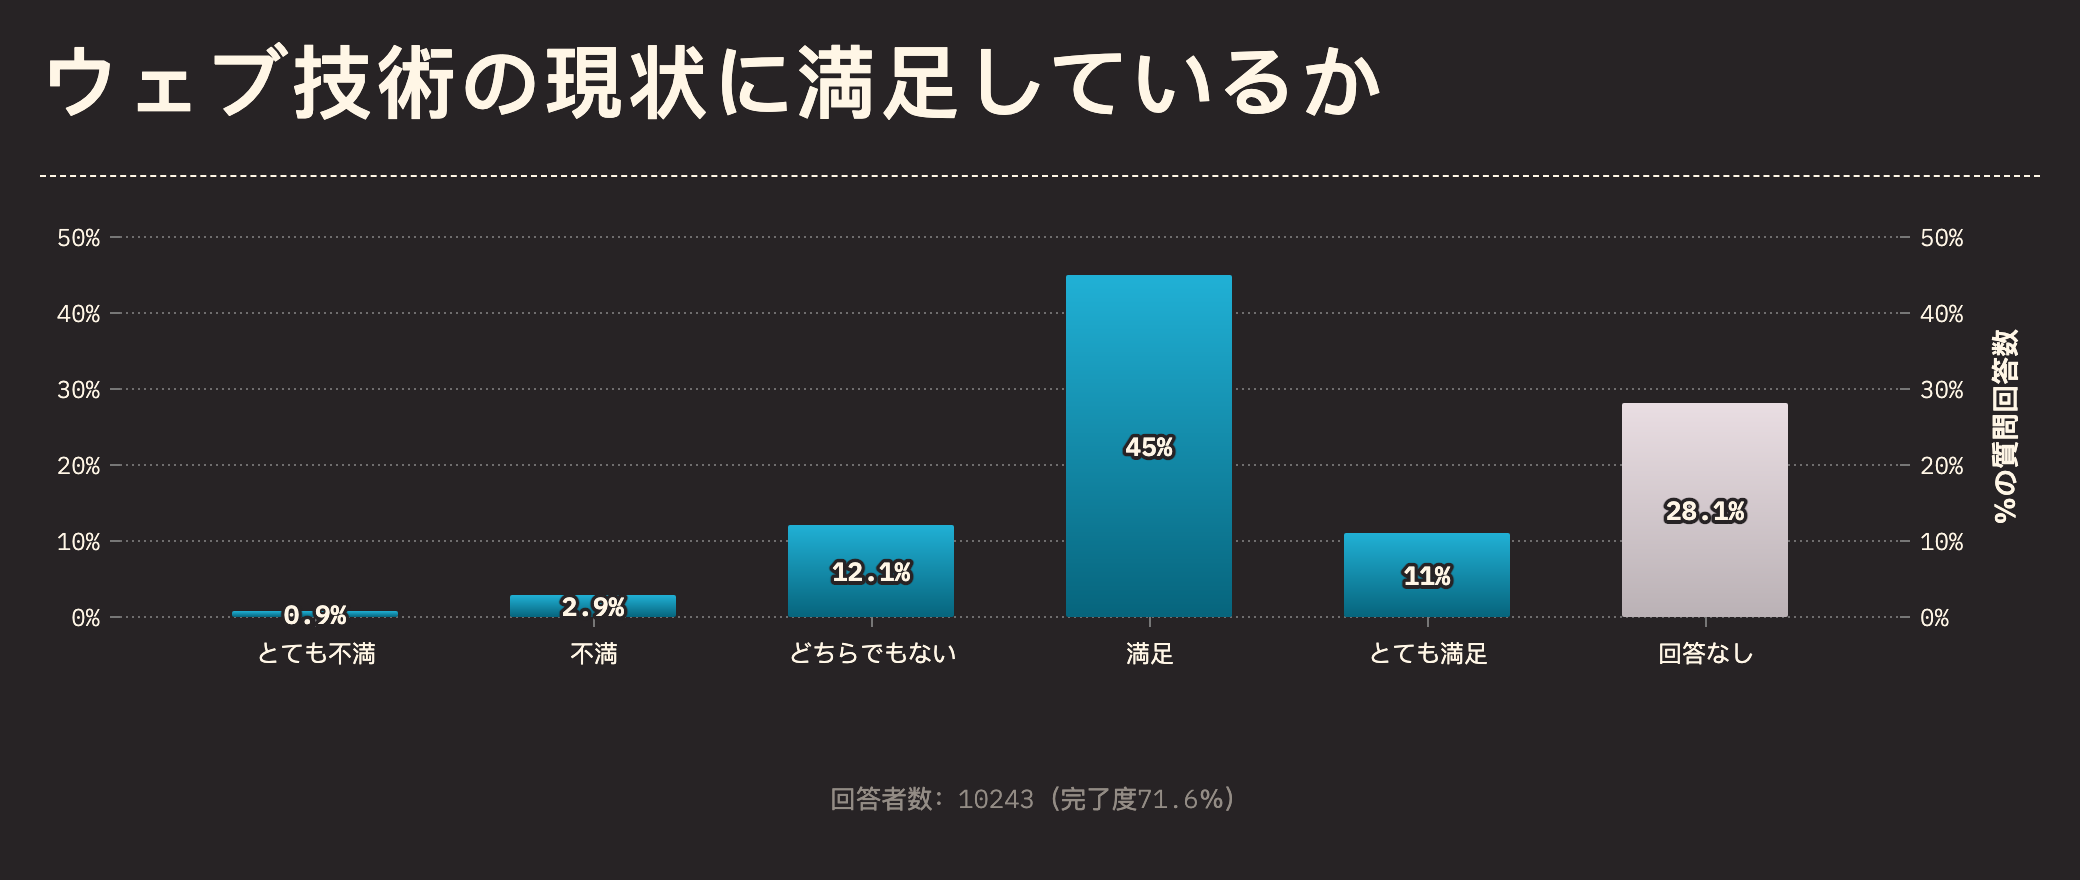 ウェブ技術の現状に満足しているか
50%
40%
30%
20%
10%
0%
50%
40%
30%
20%
10%
0%
%の質問回答数
0.9%
2.9%
12.1%
45%
11%
28.1%
とても不満
不満
どちらでもない
満足
とても満足
回答なし
回答者数: 10243 (完了度71.6%)